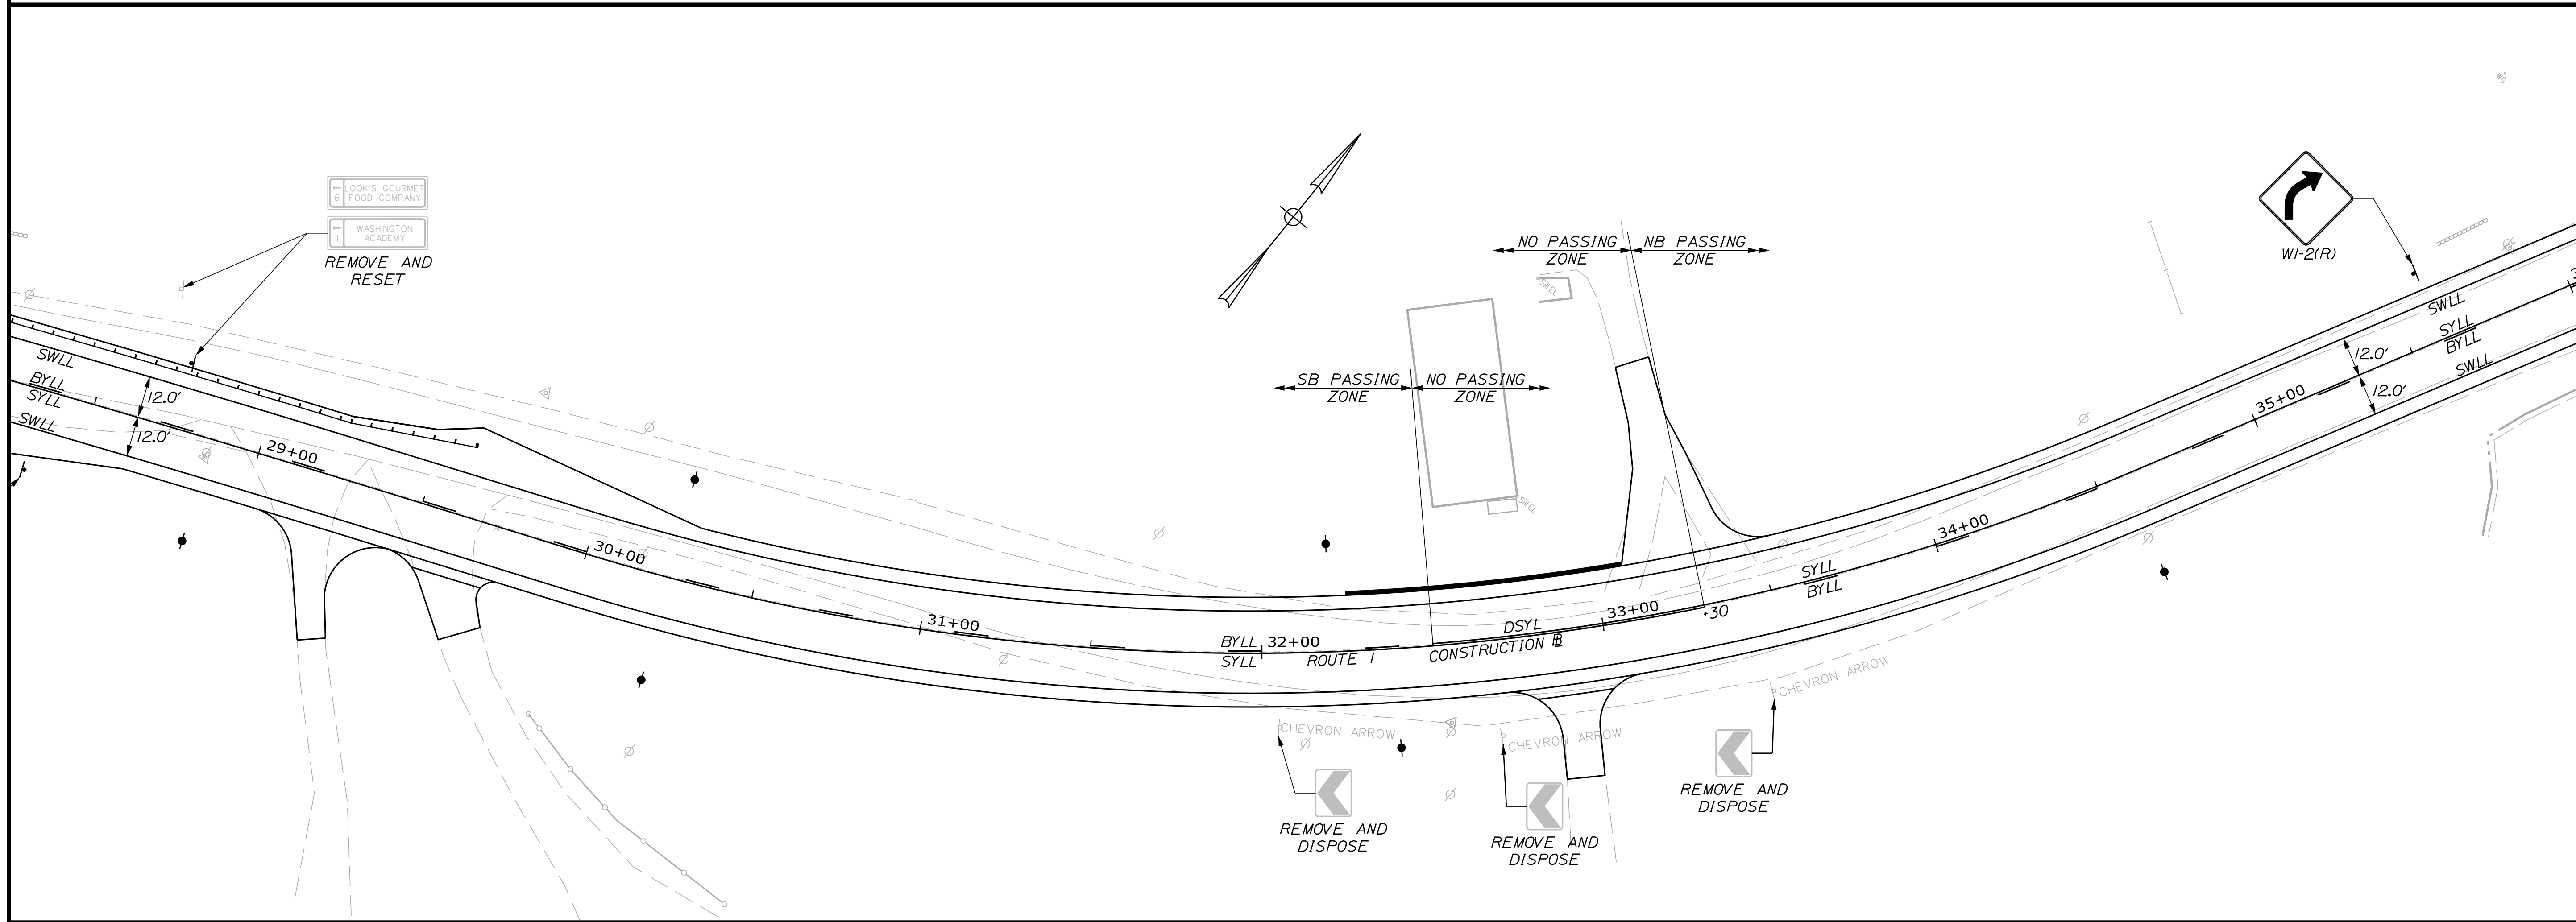 LOOK'S GOURMET
6 FOOD COMPANY
WASHINGTON
1 ACADEMY
REMOVE AND
RESET
NO PASSING
ZONE
NB PASSING
ZONE
SB PASSING
ZONE
NO PASSING
ZONE
W1-2(R)
SWLL
BYLL
SYLL
SWLL
12.0'
12.0'
29+00
30+00
31+00
BYLL
SYLL
32+00
ROUTE 1
DSYL
CONSTRUCTION
33+00
+30
SYLL
BYLL
34+00
35+00
12.0'
12.0'
SWLL
SYLL
BYLL
SWLL
CHEVRON ARROW
CHEVRON ARROW
CHEVRON ARROW
REMOVE AND
DISPOSE
REMOVE AND
DISPOSE
REMOVE AND
DISPOSE